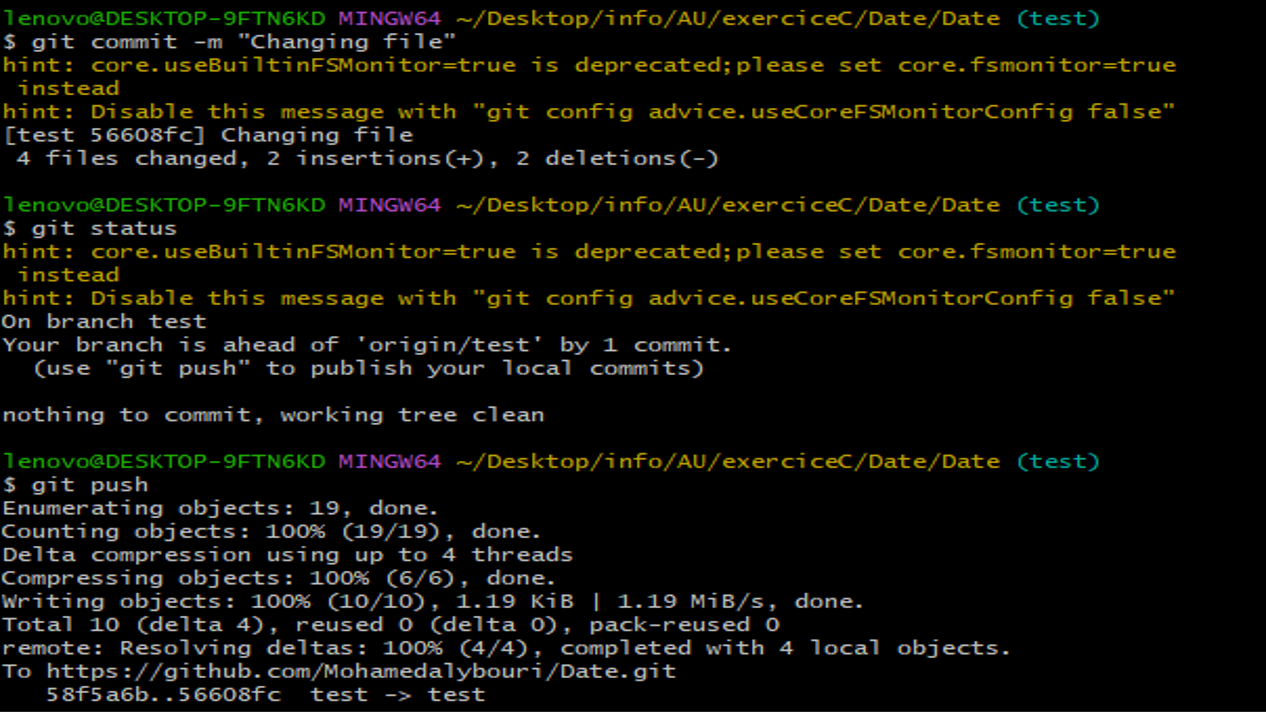 lenovo@DESKTOP-9FTN6KD MINGW64 ~/Desktop/info/AU/exerciceC/Date/Date (test)
$ git commit -m "Changing file"
hint: core.useBuiltinFSMonitor=true is deprecated;please set core.fsmonitor=true
 instead
hint: Disable this message with "git config advice.useCoreFSMonitorConfig false"
[test 56608fc] Changing file
 4 files changed, 2 insertions(+), 2 deletions(-)

lenovo@DESKTOP-9FTN6KD MINGW64 ~/Desktop/info/AU/exerciceC/Date/Date (test)
$ git status
hint: core.useBuiltinFSMonitor=true is deprecated;please set core.fsmonitor=true
 instead
hint: Disable this message with "git config advice.useCoreFSMonitorConfig false"
On branch test
Your branch is ahead of 'origin/test' by 1 commit.
  (use "git push" to publish your local commits)

nothing to commit, working tree clean

lenovo@DESKTOP-9FTN6KD MINGW64 ~/Desktop/info/AU/exerciceC/Date/Date (test)
$ git push
Enumerating objects: 19, done.
Counting objects: 100% (19/19), done.
Delta compression using up to 4 threads
Compressing objects: 100% (6/6), done.
Writing objects: 100% (10/10), 1.19 KiB | 1.19 MiB/s, done.
Total 10 (delta 4), reused 0 (delta 0), pack-reused 0
remote: Resolving deltas: 100% (4/4), completed with 4 local objects.
To https://github.com/Mohamedalybouri/Date.git
   58f5a6b..56608fc  test -> test